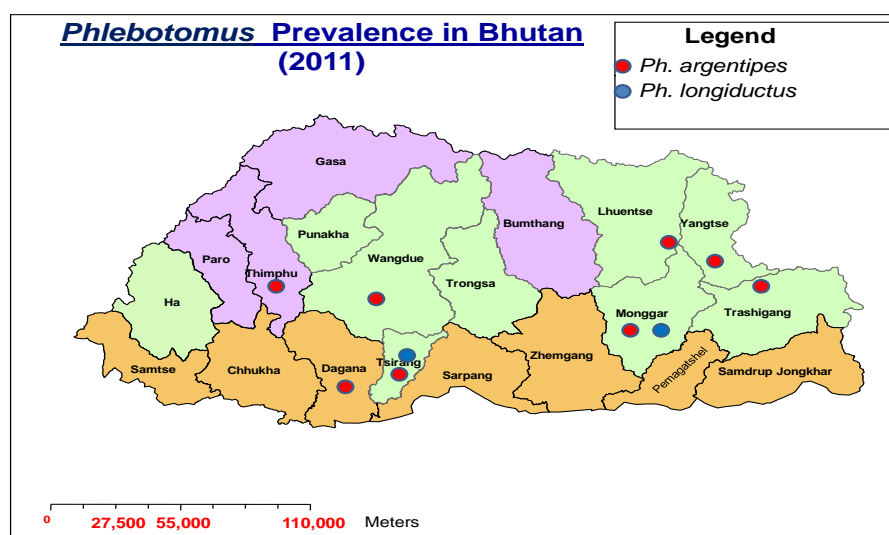 Phlebotomus Prevalence in Bhutan
(2011)
Legend
Ph. argentipes
Ph. longiductus
Gasa
Punakha
Bumthang
Lhuentse
Yangtse
Paro
Thimphu
Wangdue
Trongsa
Ha
Monggar
Trashigang
Samtse
Chhukha
Dagana
Tsirang
Sarpang
Zhemgang
Pemagatshel
Samdrup Jongkhar
0 27,500 55,000 110,000 Meters